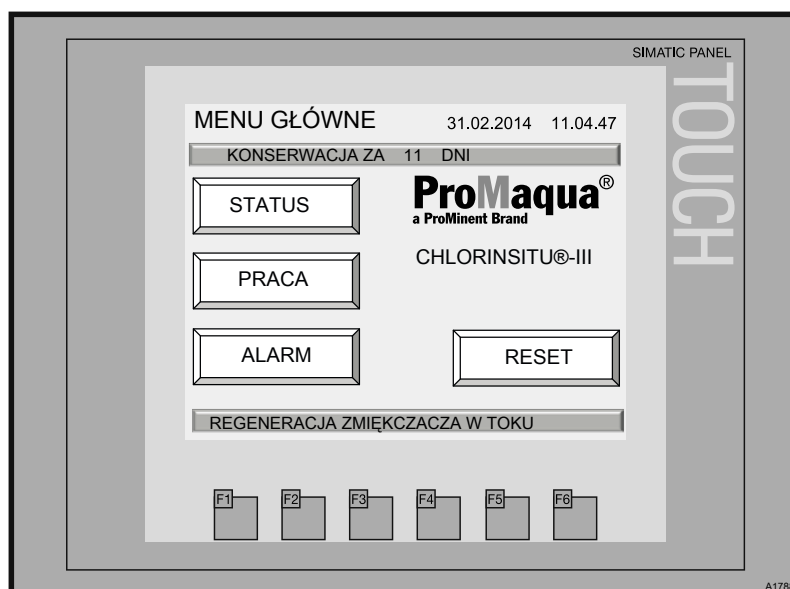 SIMATIC PANEL
TOUCH
MENU GŁÓWNE 31.02.2014 11.04.47
KONSERWACJA ZA 11 DNI
STATUS
ProMaqua®
a ProMinent Brand
CHLORINSITU®-III
PRACA
ALARM
RESET
REGENERACJA ZMIĘKCZACZA W TOKU
F1 F2 F3 F4 F5 F6